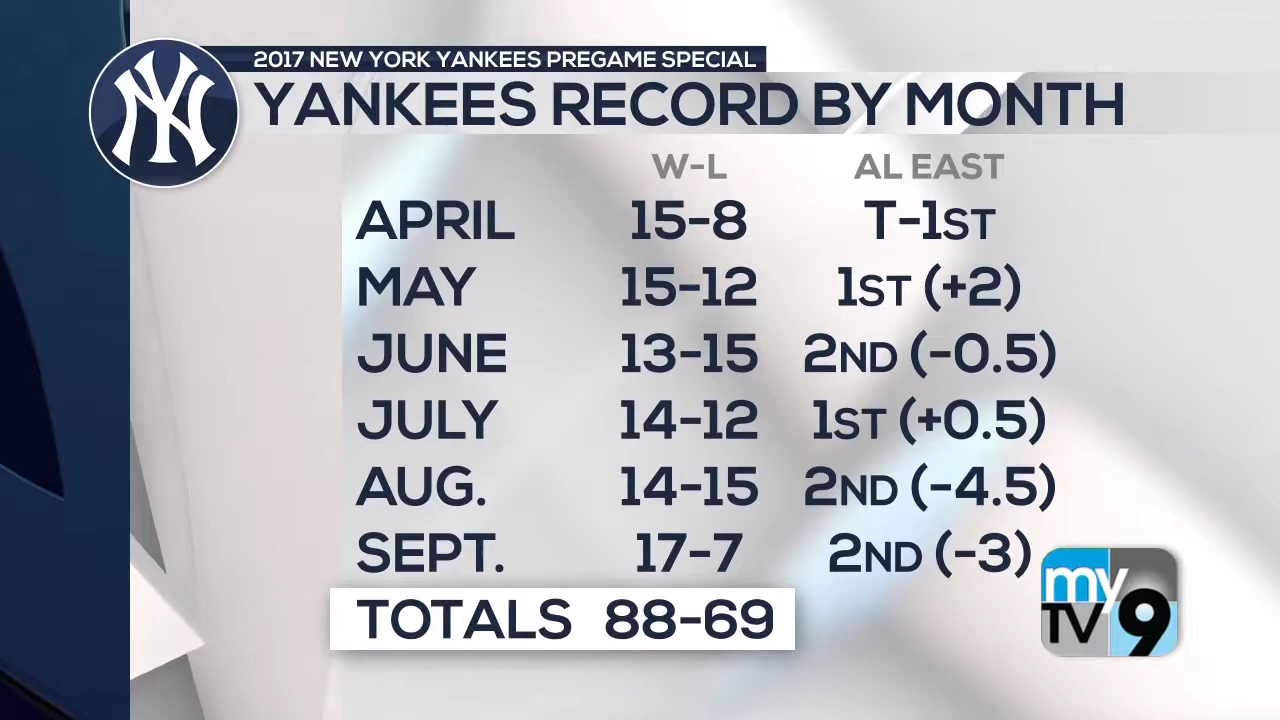 2017 NEW YORK YANKEES PREGAME SPECIAL
NY
YANKEES RECORD BY MONTH
W-L AL EAST
APRIL 15-8 T-1ST
MAY 15-12 1ST (+2)
JUNE 13-15 2ND (-0.5)
JULY 14-12 1ST (+0.5)
AUG. 14-15 2ND (-4.5)
SEPT. 17-7 2ND (-3)
TOTALS 88-69
my
TV 9